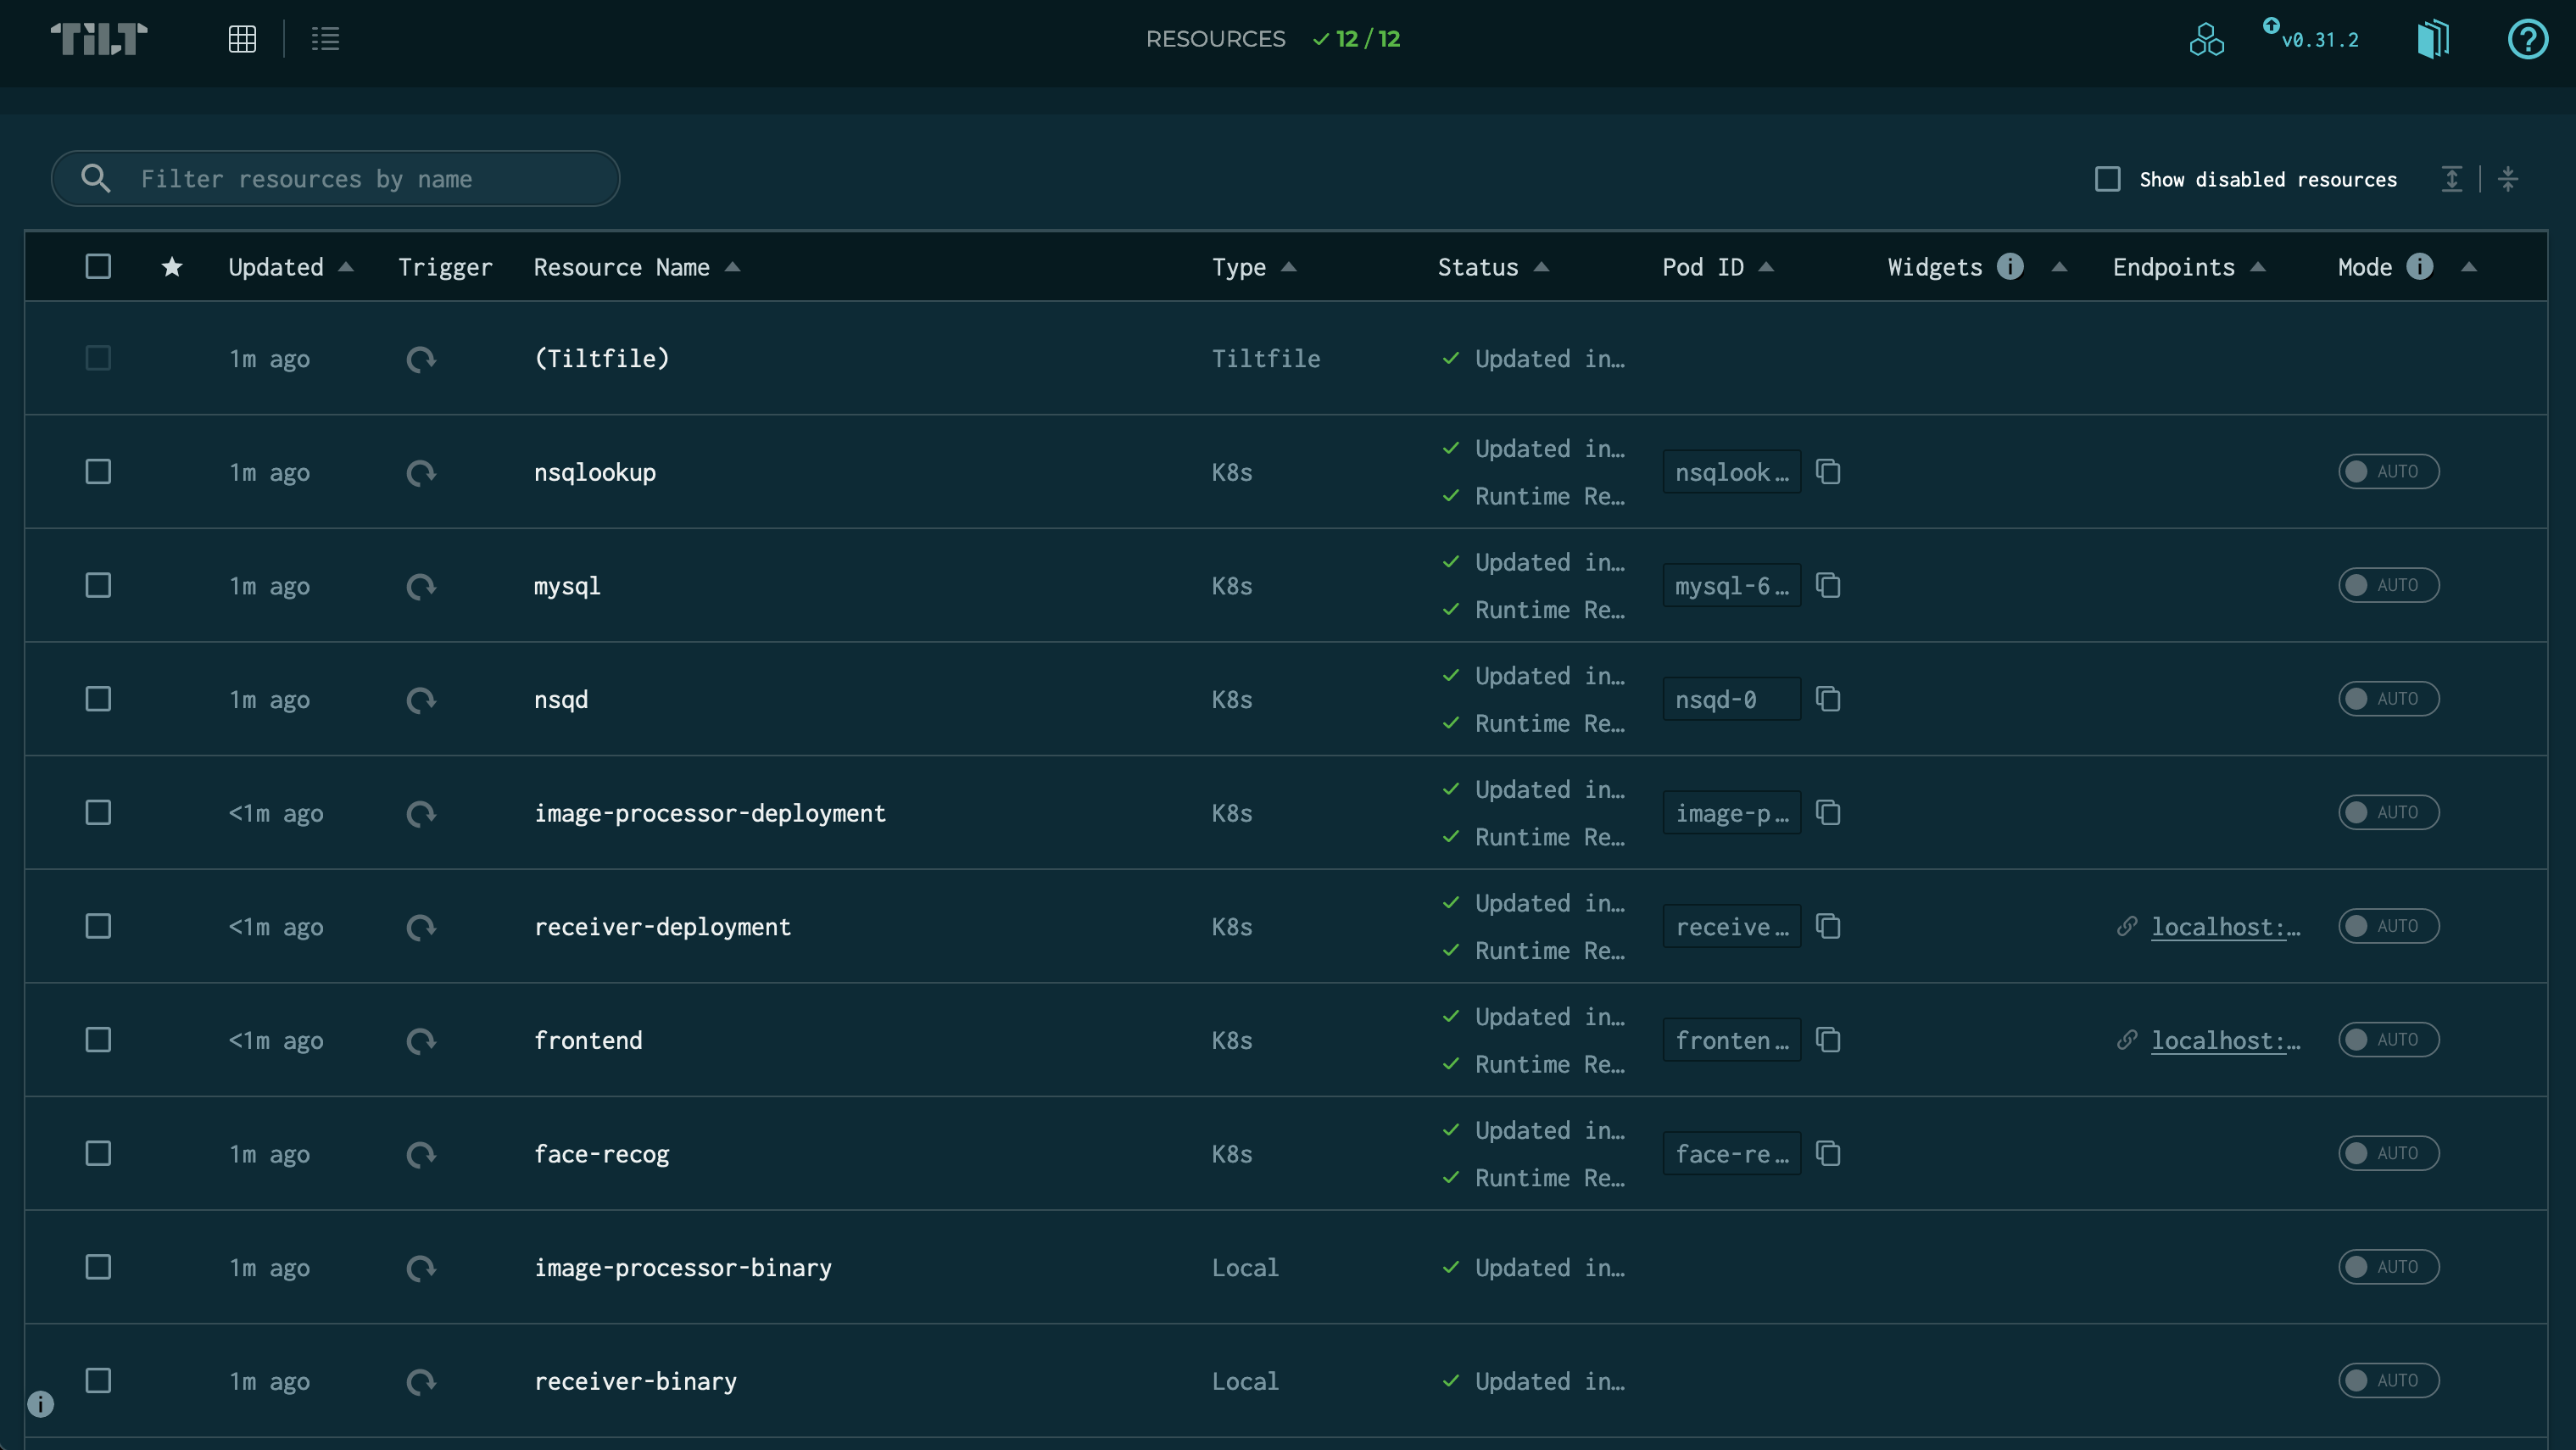 TiLT
RESOURCES 12 / 12
v0.31.2
Filter resources by name
Show disabled resources
Updated Trigger Resource Name Type Status Pod ID Widgets Endpoints Mode
1m ago (Tiltfile) Tiltfile Updated in…
1m ago nsqlookup K8s Updated in… Runtime Re… nsqlook… AUTO
1m ago mysql K8s Updated in… Runtime Re… mysql-6… AUTO
1m ago nsqd K8s Updated in… Runtime Re… nsqd-0 AUTO
<1m ago image-processor-deployment K8s Updated in… Runtime Re… image-p… AUTO
<1m ago receiver-deployment K8s Updated in… Runtime Re… receive… localhost:… AUTO
<1m ago frontend K8s Updated in… Runtime Re… fronten… localhost:… AUTO
1m ago face-recog K8s Updated in… Runtime Re… face-re… AUTO
1m ago image-processor-binary Local Updated in… AUTO
1m ago receiver-binary Local Updated in… AUTO